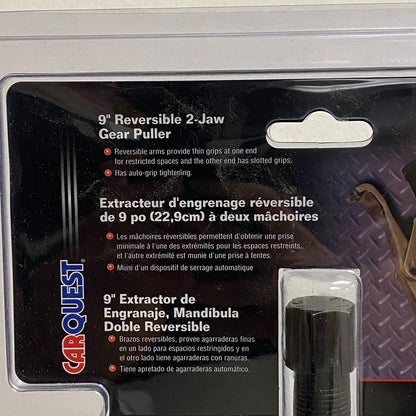 9" Reversible 2-Jaw
Gear Puller
Reversible arms provide thin grips at one end
for restricted spaces and the other end has slotted grips.
Has auto-grip tightening.
Extracteur d'engrenage réversible
de 9 po (22,9cm) à deux mâchoires
Les mâchoires réversibles permettent d'obtenir une prise
minimale à l'une des extrémités pour les espaces restreints,
et l'autre extrémité est munie d'une prise à fentes.
Muni d'un dispositif de serrage automatique
9" Extractor de
Engranaje, Mandíbula
Doble Reversible
Brazos reversibles, provee agarraderas finas
en un lado para espacios restringidos y en
el otro lado tiene agarraderas con ranuras.
Tiene apretado de agarraderas automático.
CARQUEST